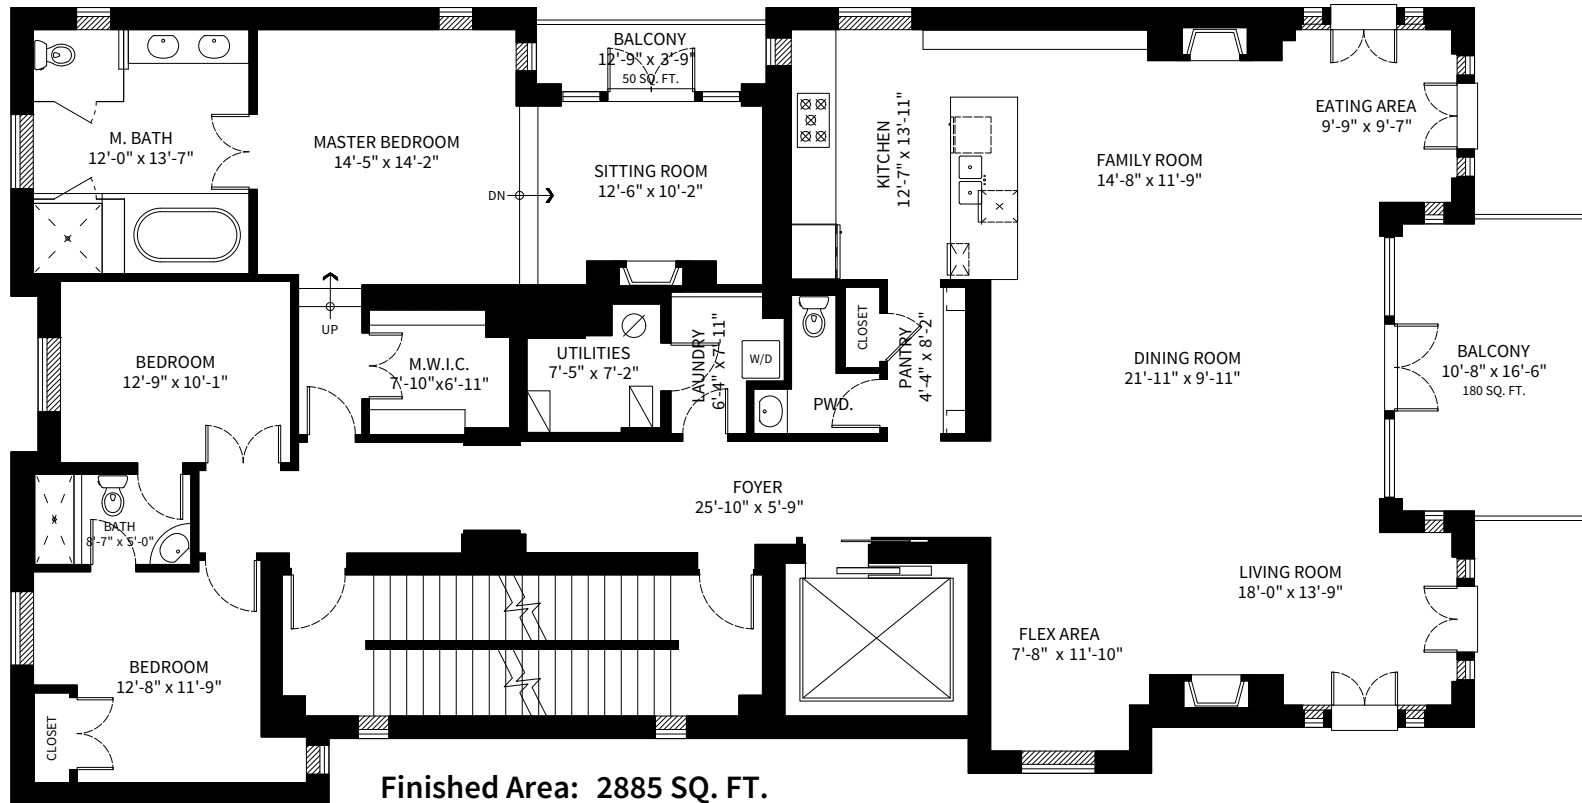 BALCONY
12'-9" x 3'-9"
50 SQ. FT.
M. BATH
12'-0" x 13'-7"
MASTER BEDROOM
14'-5" x 14'-2"
SITTING ROOM
12'-6" x 10'-2"
DN
KITCHEN
12'-7" x 13'-11"
FAMILY ROOM
14'-8" x 11'-9"
EATING AREA
9'-9" x 9'-7"
UP
BEDROOM
12'-9" x 10'-1"
M.W.I.C.
7'-10"x6'-11"
UTILITIES
7'-5" x 7'-2"
LAUNDRY
6'-4" x 7'-11"
W/D
CLOSET
PANTRY
4'-4" x 8'-2"
PWD.
DINING ROOM
21'-11" x 9'-11"
BALCONY
10'-8" x 16'-6"
180 SQ. FT.
FOYER
25'-10" x 5'-9"
BATH
8'-7" x 5'-0"
LIVING ROOM
18'-0" x 13'-9"
FLEX AREA
7'-8" x 11'-10"
BEDROOM
12'-8" x 11'-9"
CLOSET
Finished Area: 2885 SQ. FT.